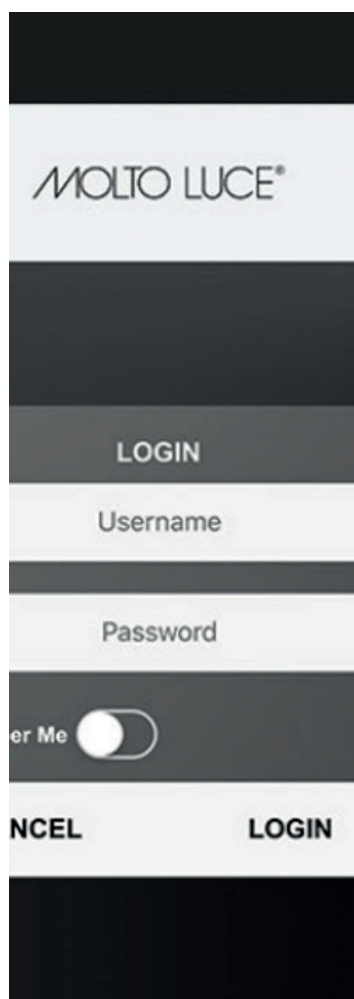 MOLTO LUCE®
LOGIN
Username
Password
er Me
NCEL LOGIN